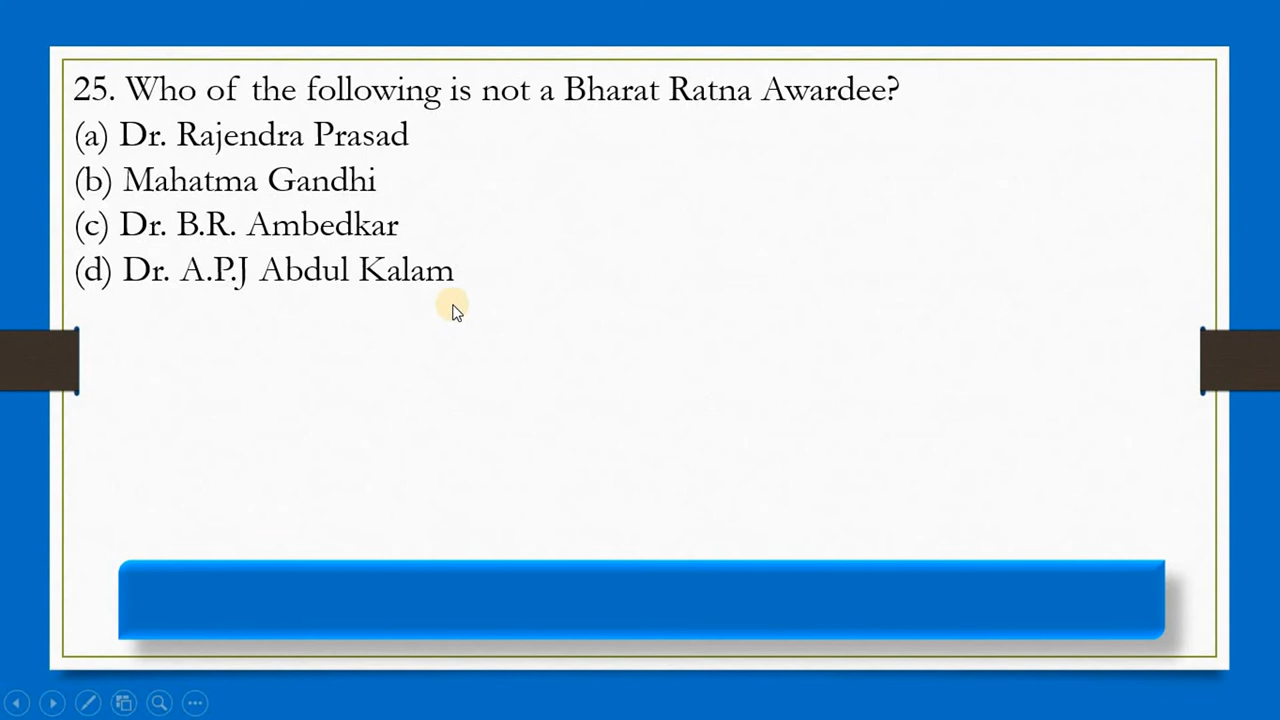 25. Who of the following is not a Bharat Ratna Awardee?
(a) Dr. Rajendra Prasad
(b) Mahatma Gandhi
(c) Dr. B.R. Ambedkar
(d) Dr. A.P.J Abdul Kalam